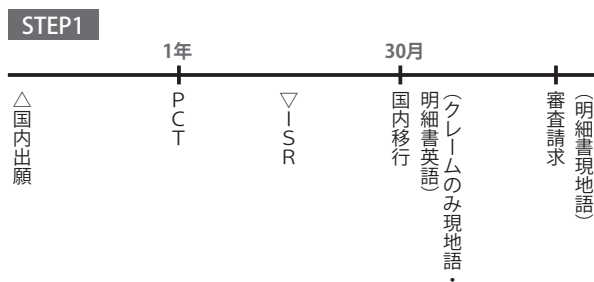 STEP1
1年
30月
△国内出願
PCT
▽ISR
国内移行
（クレームのみ現地語・
明細書英語）
審査請求
（明細書現地語）